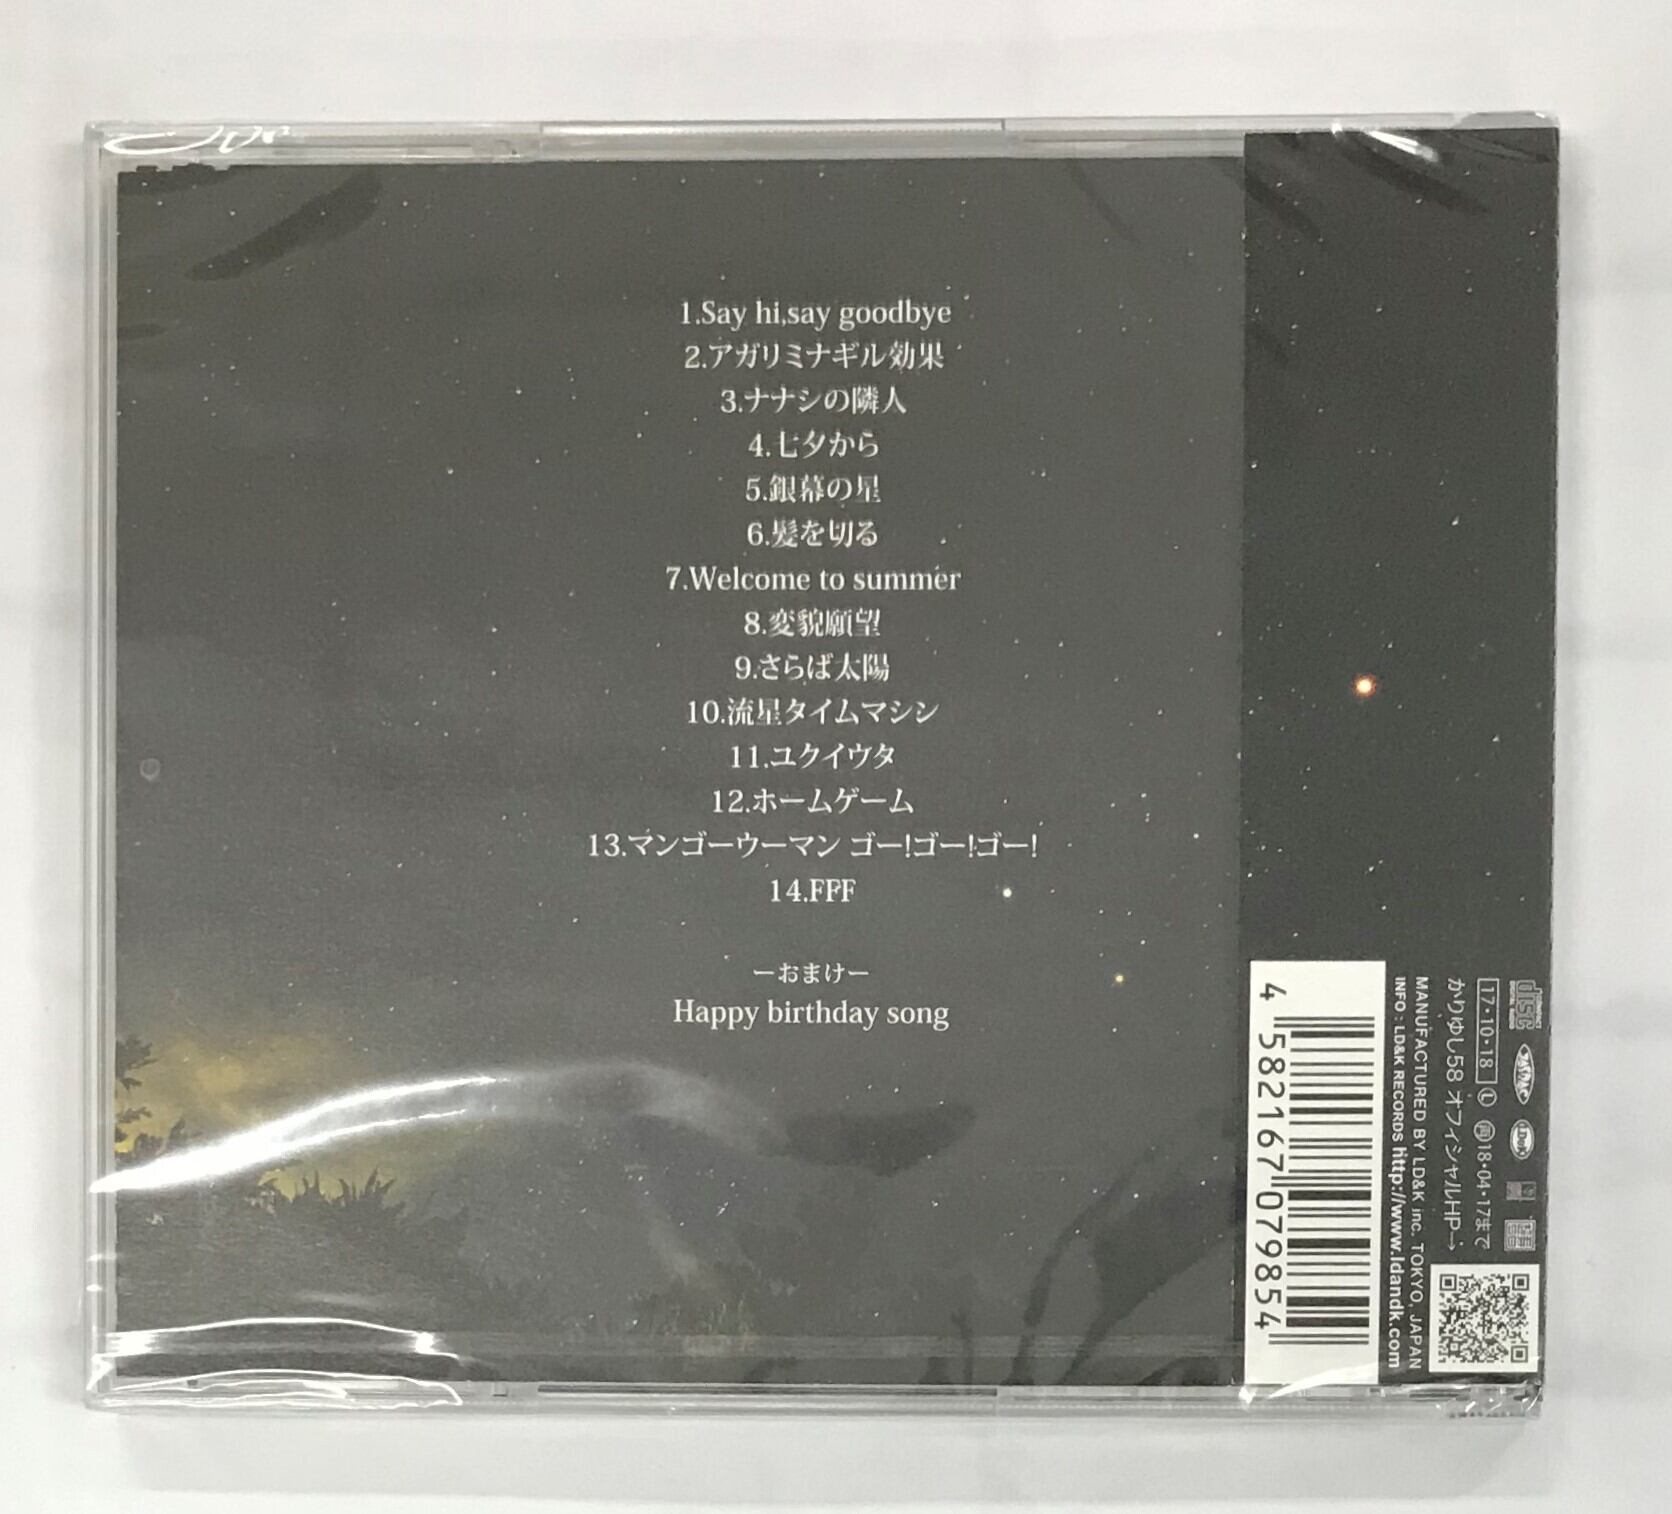 1.Say hi,say goodbye
2.アガリミナギル効果
3.ナナシの隣人
4.七夕から
5.銀幕の星
6.髪を切る
7.Welcome to summer
8.変貌願望
9.さらば太陽
10.流星タイムマシン
11.ユクイウタ
12.ホームゲーム
13.マンゴーウーマン ゴー!ゴー!ゴー!
14.FFF
ーおまけー
Happy birthday song
COMPACT
disc
DIGITAL AUDIO
LD&K
17・10・18 Ⓛ 18・04・17まで
かりゆし58 オフィシャルHP→
MANUFACTURED BY LD&K inc. TOKYO, JAPAN
INFO : LD&K RECORDS http://www.ldandk.com
4 582167 079854